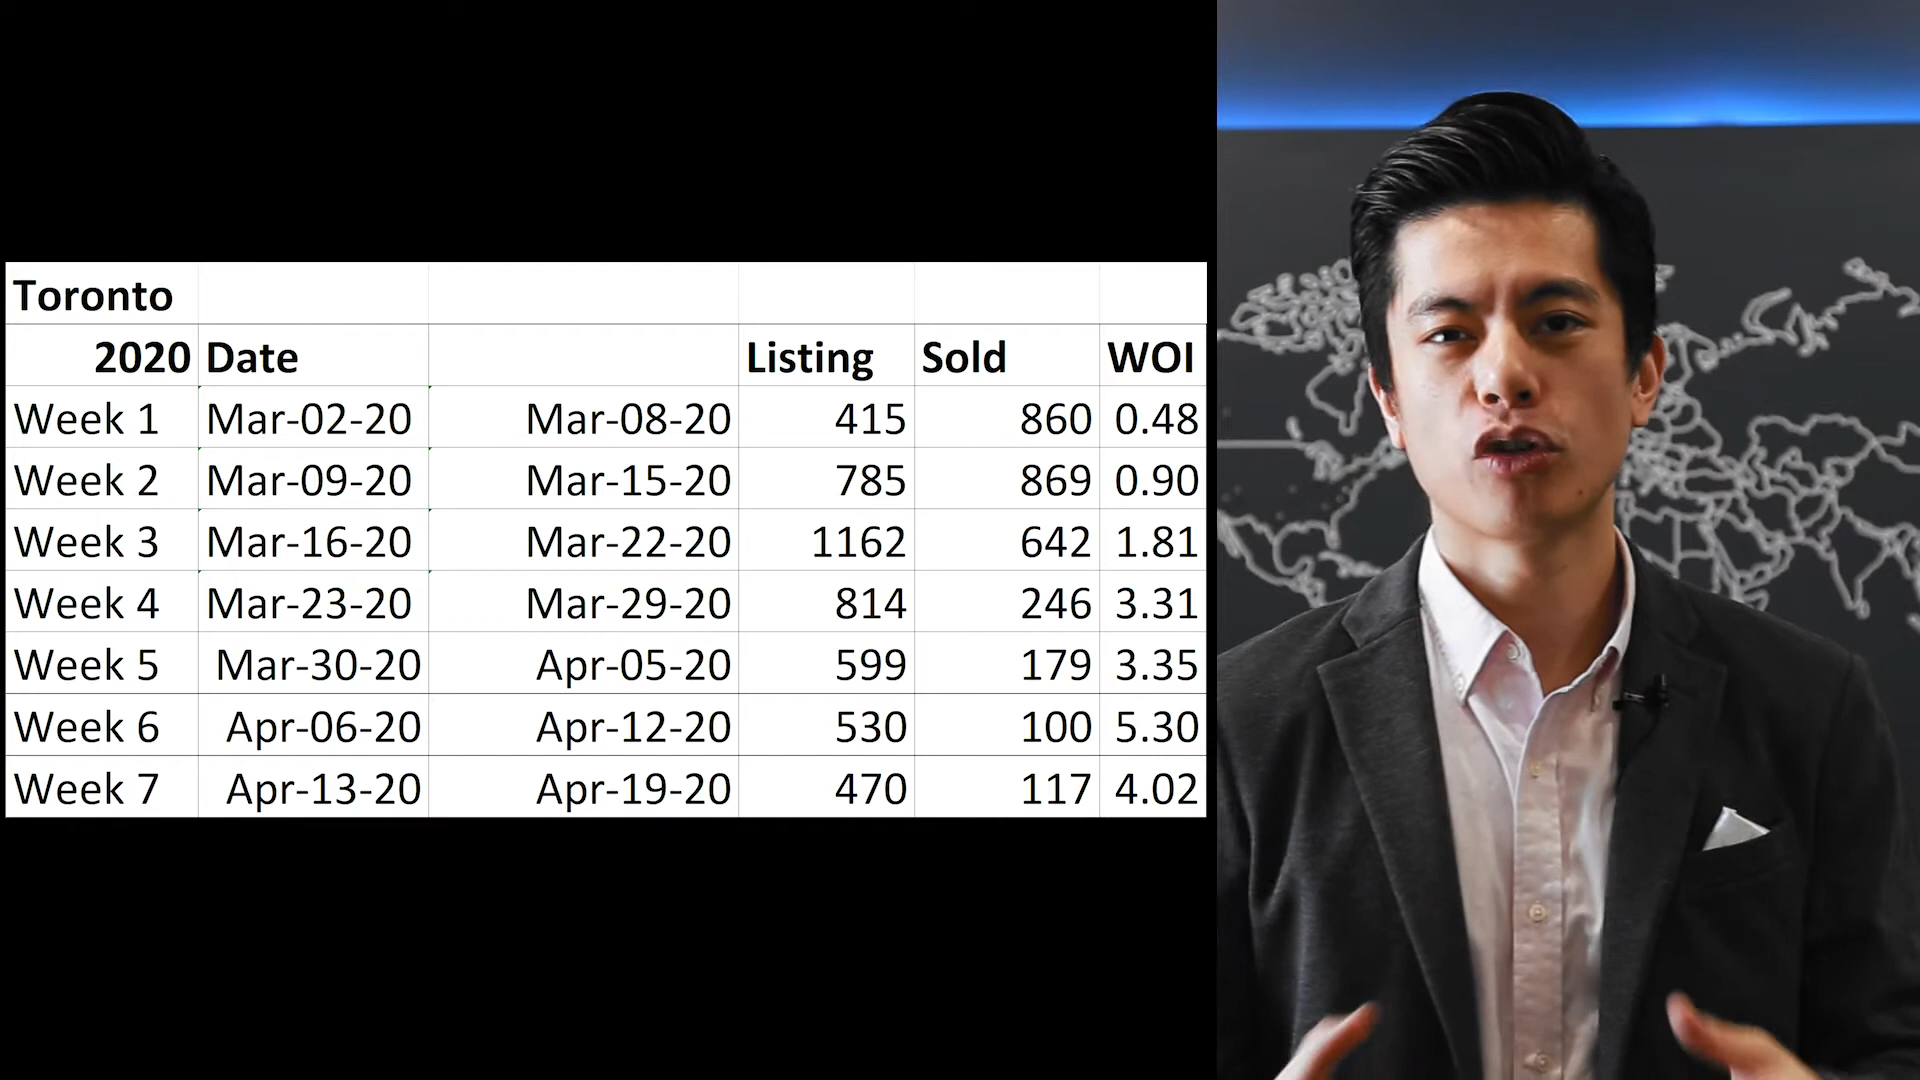 Toronto
2020 Date Listing Sold WOI
Week 1 Mar-02-20 Mar-08-20 415 860 0.48
Week 2 Mar-09-20 Mar-15-20 785 869 0.90
Week 3 Mar-16-20 Mar-22-20 1162 642 1.81
Week 4 Mar-23-20 Mar-29-20 814 246 3.31
Week 5 Mar-30-20 Apr-05-20 599 179 3.35
Week 6 Apr-06-20 Apr-12-20 530 100 5.30
Week 7 Apr-13-20 Apr-19-20 470 117 4.02